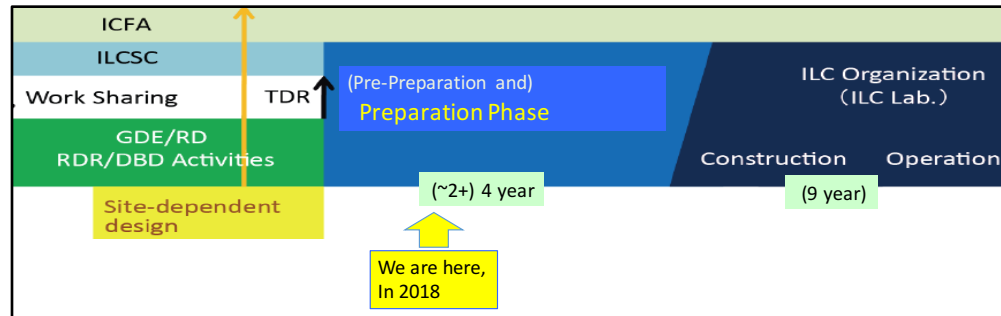 ICFA
ILCSC
Work Sharing
TDR
GDE/RD
RDR/DBD Activities
Site-dependent
design
(Pre-Preparation and)
Preparation Phase
(~2+) 4 year
We are here,
In 2018
ILC Organization
（ILC Lab.）
Construction
Operation
(9 year)